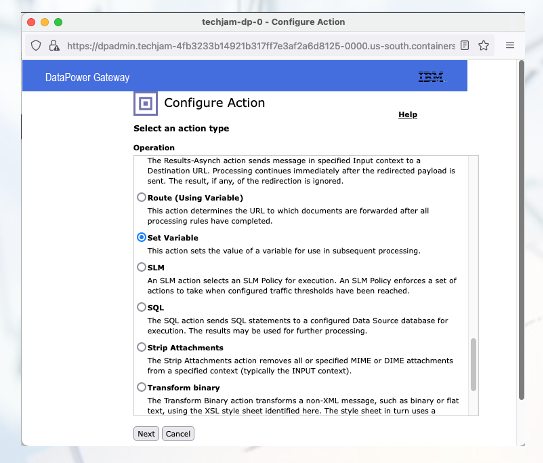 techjam-dp-0 - Configure Action
https://dpadmin.techjam-4fb3233b14921b317ff7e3af2a6d8125-0000.us-south.containers
DataPower Gateway
IBM
Configure Action
Help
Select an action type
Operation
The Results-Asynch action sends message in specified Input context to a
Destination URL. Processing continues immediately after the redirected payload is
sent. The result, if any, of the redirection is ignored.
Route (Using Variable)
This action determines the URL to which documents are forwarded after all
processing rules have completed.
Set Variable
This action sets the value of a variable for use in subsequent processing.
SLM
An SLM action selects an SLM Policy for execution. An SLM Policy enforces a set of
actions to take when configured traffic thresholds have been reached.
SQL
The SQL action sends SQL statements to a configured Data Source database for
execution. The results may be used for further processing.
Strip Attachments
The Strip Attachments action removes all or specified MIME or DIME attachments
from a specified context (typically the INPUT context).
Transform binary
The Transform Binary action transforms a non-XML message, such as binary or flat
text, using the XSL style sheet identified here. The style sheet in turn uses a
Next
Cancel